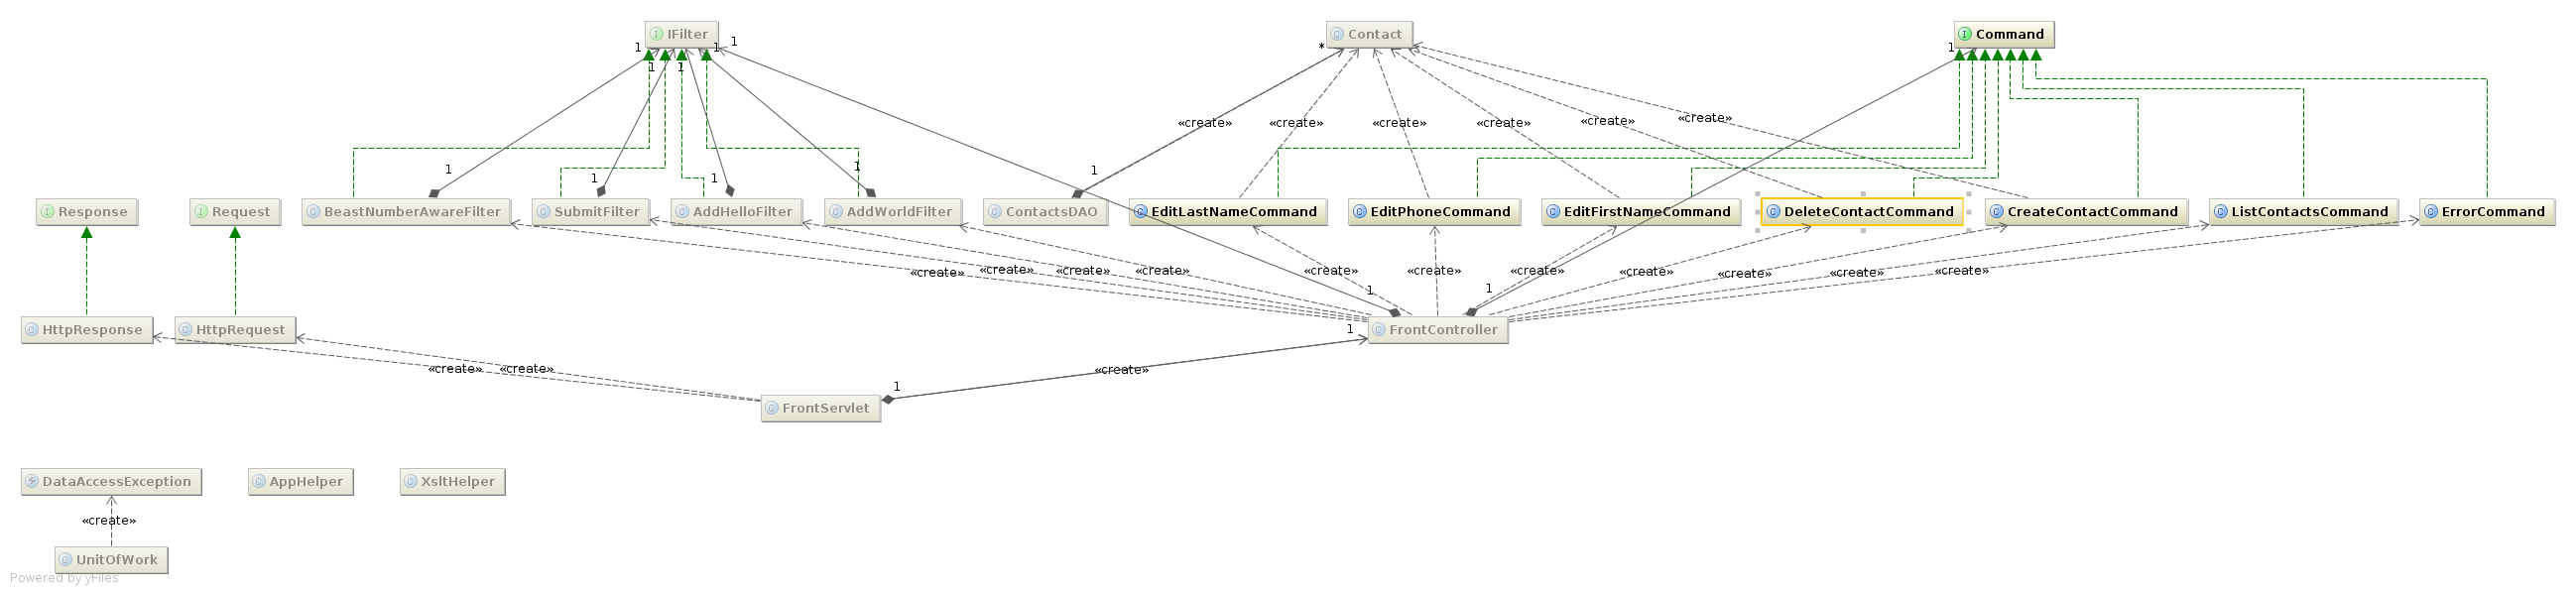 IFilter
Contact
Command
1
1
1
*
1
1
1
«create»
«create»
«create»
«create»
«create»
«create»
1
1
1
1
1
Response
Request
BeastNumberAwareFilter
SubmitFilter
AddHelloFilter
AddWorldFilter
ContactsDAO
EditLastNameCommand
EditPhoneCommand
EditFirstNameCommand
DeleteContactCommand
CreateContactCommand
ListContactsCommand
ErrorCommand
«create»
«create»
«create»
«create»
«create»
«create»
«create»
«create»
«create»
«create»
«create»
1
1
HttpResponse
HttpRequest
1
FrontController
«create»
«create»
«create»
1
FrontServlet
DataAccessException
AppHelper
XsltHelper
«create»
UnitOfWork
Powered by yFiles